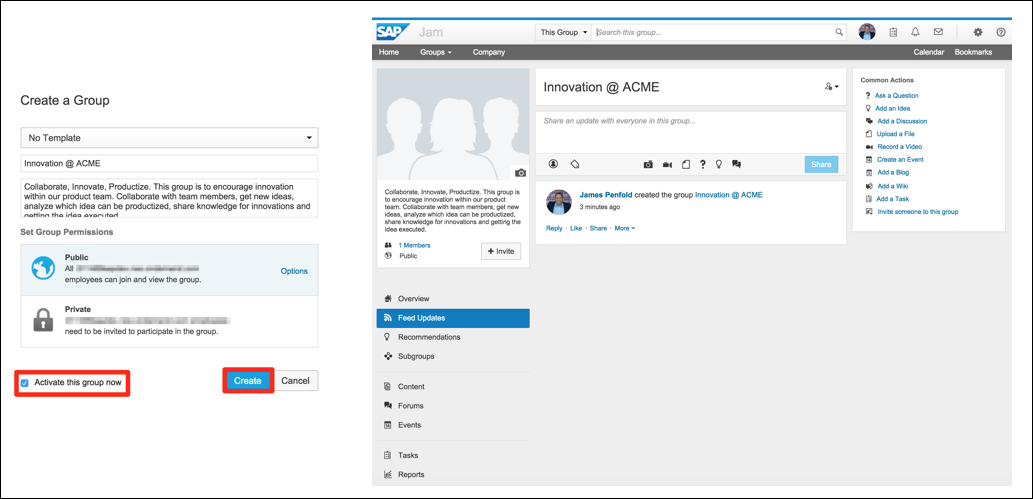 Create a Group
No Template
Innovation @ ACME
Collaborate, Innovate, Productize. This group is to encourage innovation
within our product team. Collaborate with team members, get new ideas,
analyze which idea can be productized, share knowledge for innovations and
getting the idea executed.
Set Group Permissions
Public
All
employees can join and view the group.
Options
Private
need to be invited to participate in the group.
Activate this group now
Create
Cancel
SAP Jam
This Group
Search this group...
Home
Groups
Company
Calendar
Bookmarks
Collaborate, Innovate, Productize. This group is
to encourage innovation within our product
team. Collaborate with team members, get new
ideas, analyze which idea can be productized,
share knowledge for innovations and getting the
idea executed.
1 Members
Public
+ Invite
Overview
Feed Updates
Recommendations
Subgroups
Content
Forums
Events
Tasks
Reports
Innovation @ ACME
Share an update with everyone in this group...
Share
James Penfold created the group Innovation @ ACME
3 minutes ago
Reply · Like · Share · More
Common Actions
Ask a Question
Add an Idea
Add a Discussion
Upload a File
Record a Video
Create an Event
Add a Blog
Add a Wiki
Add a Task
Invite someone to this group